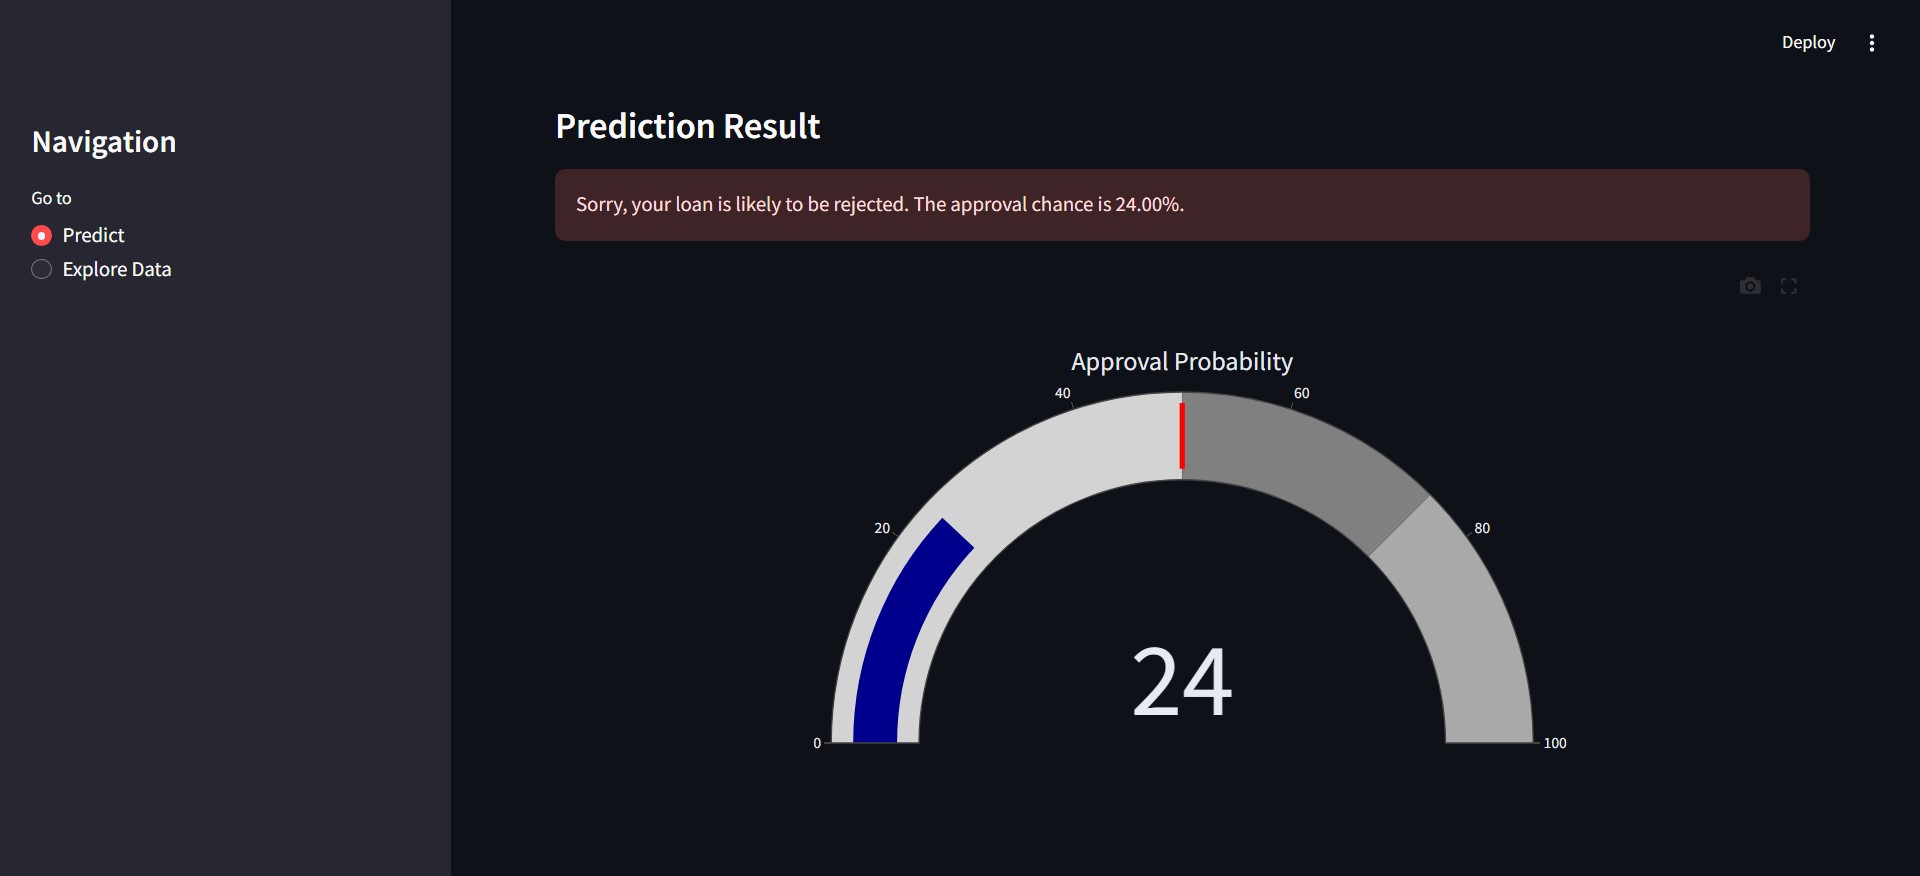 Deploy
Navigation
Go to
Predict
Explore Data
Prediction Result
Sorry, your loan is likely to be rejected. The approval chance is 24.00%.
Approval Probability
40
60
20
80
24
0
100